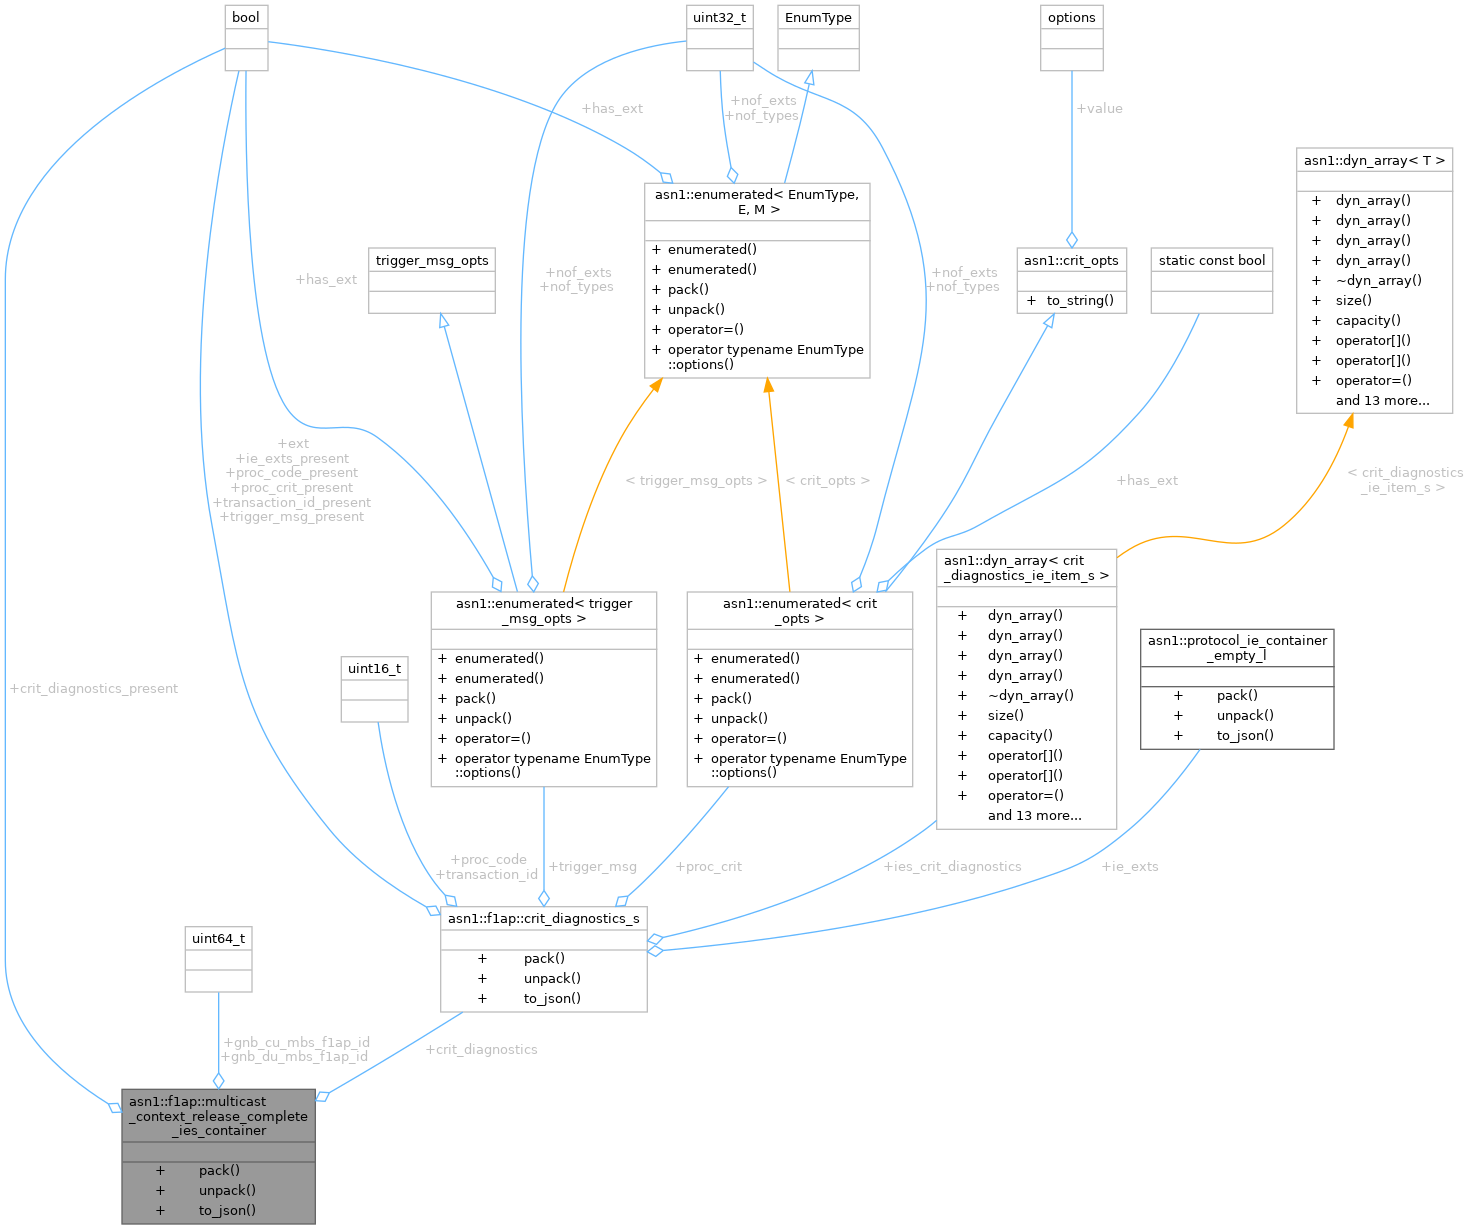 bool
uint32_t
EnumType
options
+has_ext
+nof_exts
+nof_types
+value
asn1::dyn_array< T >
+ dyn_array()
+ dyn_array()
+ dyn_array()
+ dyn_array()
+ ~dyn_array()
+ size()
+ capacity()
+ operator[]()
+ operator[]()
+ operator=()
and 13 more...
asn1::enumerated< EnumType,
E, M >
+ enumerated()
+ enumerated()
+ pack()
+ unpack()
+ operator=()
+ operator typename EnumType
::options()
trigger_msg_opts
+has_ext
+nof_exts
+nof_types
+nof_exts
+nof_types
asn1::crit_opts
+ to_string()
static const bool
+ext
+ie_exts_present
+proc_code_present
+proc_crit_present
+transaction_id_present
+trigger_msg_present
< trigger_msg_opts >
< crit_opts >
+has_ext
< crit_diagnostics
_ie_item_s >
asn1::enumerated< trigger
_msg_opts >
+ enumerated()
+ enumerated()
+ pack()
+ unpack()
+ operator=()
+ operator typename EnumType
::options()
asn1::enumerated< crit
_opts >
+ enumerated()
+ enumerated()
+ pack()
+ unpack()
+ operator=()
+ operator typename EnumType
::options()
asn1::dyn_array< crit
_diagnostics_ie_item_s >
+ dyn_array()
+ dyn_array()
+ dyn_array()
+ dyn_array()
+ ~dyn_array()
+ size()
+ capacity()
+ operator[]()
+ operator[]()
+ operator=()
and 13 more...
asn1::protocol_ie_container
_empty_l
+ pack()
+ unpack()
+ to_json()
uint16_t
+crit_diagnostics_present
+proc_code
+transaction_id
+trigger_msg
+proc_crit
+ies_crit_diagnostics
+ie_exts
asn1::f1ap::crit_diagnostics_s
+ pack()
+ unpack()
+ to_json()
uint64_t
+gnb_cu_mbs_f1ap_id
+gnb_du_mbs_f1ap_id
+crit_diagnostics
asn1::f1ap::multicast
_context_release_complete
_ies_container
+ pack()
+ unpack()
+ to_json()